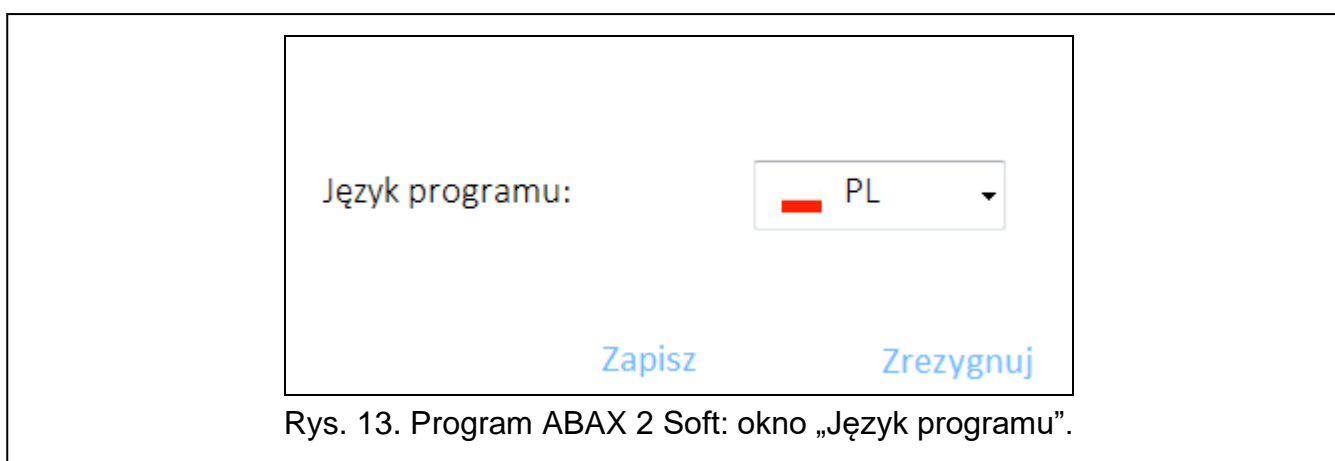 Język programu:
PL
Zapisz
Zrezygnuj
Rys. 13. Program ABAX 2 Soft: okno „Język programu”.